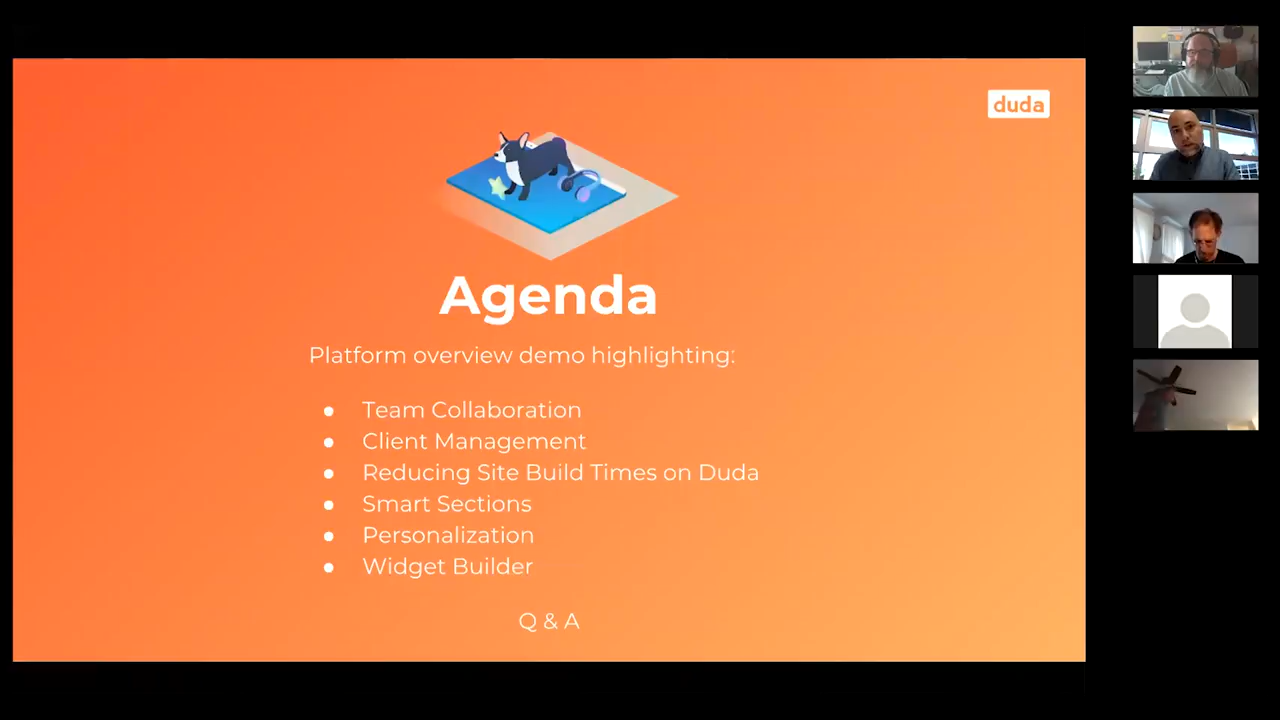 duda
Agenda
Platform overview demo highlighting:
● Team Collaboration
● Client Management
● Reducing Site Build Times on Duda
● Smart Sections
● Personalization
● Widget Builder
Q & A